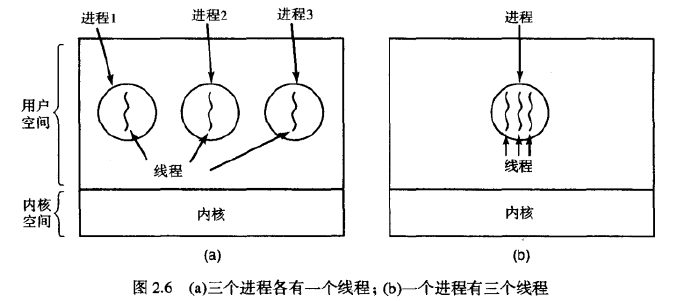 进程1 进程2 进程3 进程
用户
空间
线程 线程
内核
空间
内核 内核
(a) (b)
图 2.6 (a)三个进程各有一个线程；(b)一个进程有三个线程